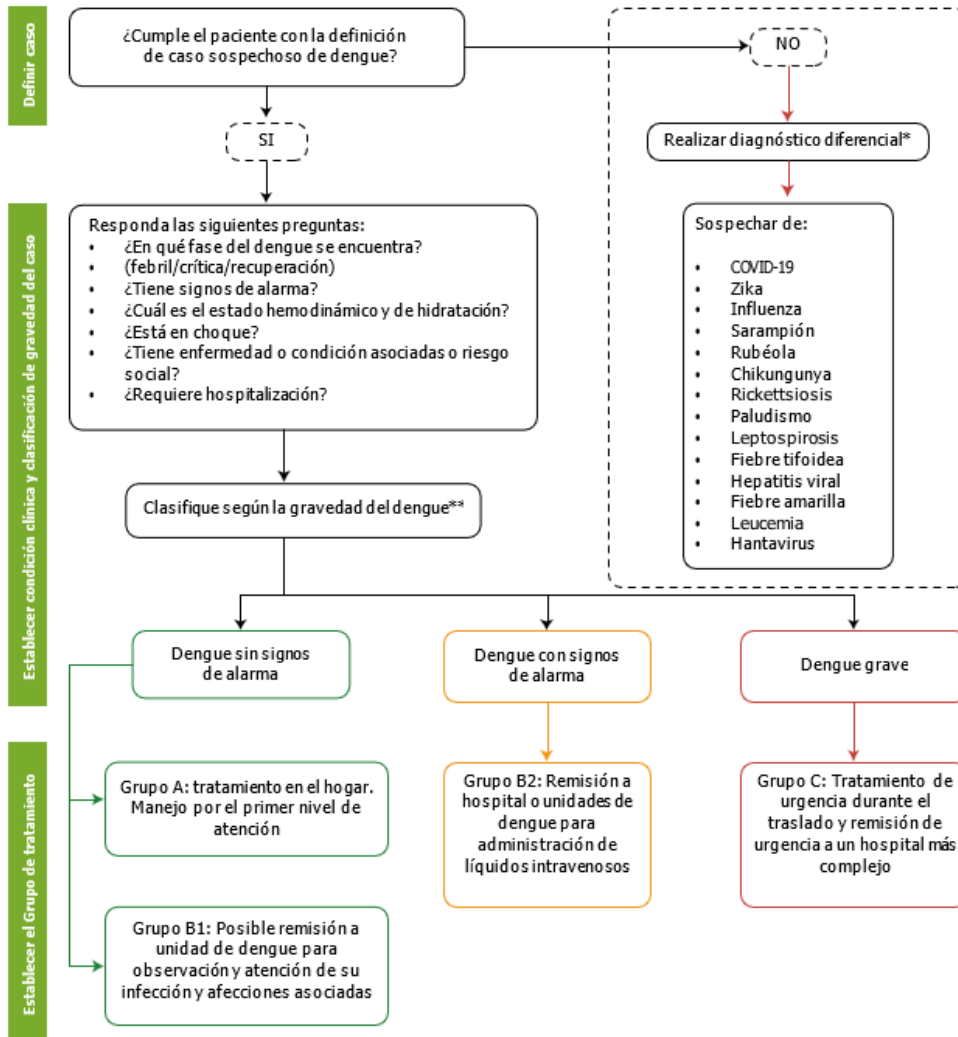 Definir caso
¿Cumple el paciente con la definición
de caso sospechoso de dengue?
NO
SI
Realizar diagnóstico diferencial*
Sospechar de:
• COVID-19
• Zika
• Influenza
• Sarampión
• Rubéola
• Chikungunya
• Rickettsiosis
• Paludismo
• Leptospirosis
• Fiebre tifoidea
• Hepatitis viral
• Fiebre amarilla
• Leucemia
• Hantavirus
Establecer condición clínica y clasificación de gravedad del caso
Responda las siguientes preguntas:
• ¿En qué fase del dengue se encuentra?
• (febril/crítica/recuperación)
• ¿Tiene signos de alarma?
• ¿Cuál es el estado hemodinámico y de hidratación?
• ¿Está en choque?
• ¿Tiene enfermedad o condición asociadas o riesgo
social?
• ¿Requiere hospitalización?
Clasifique según la gravedad del dengue**
Dengue sin signos
de alarma
Dengue con signos
de alarma
Dengue grave
Establecer el Grupo de tratamiento
Grupo A: tratamiento en el hogar.
Manejo por el primer nivel de
atención
Grupo B1: Posible remisión a
unidad de dengue para
observación y atención de su
infección y afecciones asociadas
Grupo B2: Remisión a
hospital o unidades de
dengue para
administración de
líquidos intravenosos
Grupo C: Tratamiento de
urgencia durante el
traslado y remisión de
urgencia a un hospital más
complejo